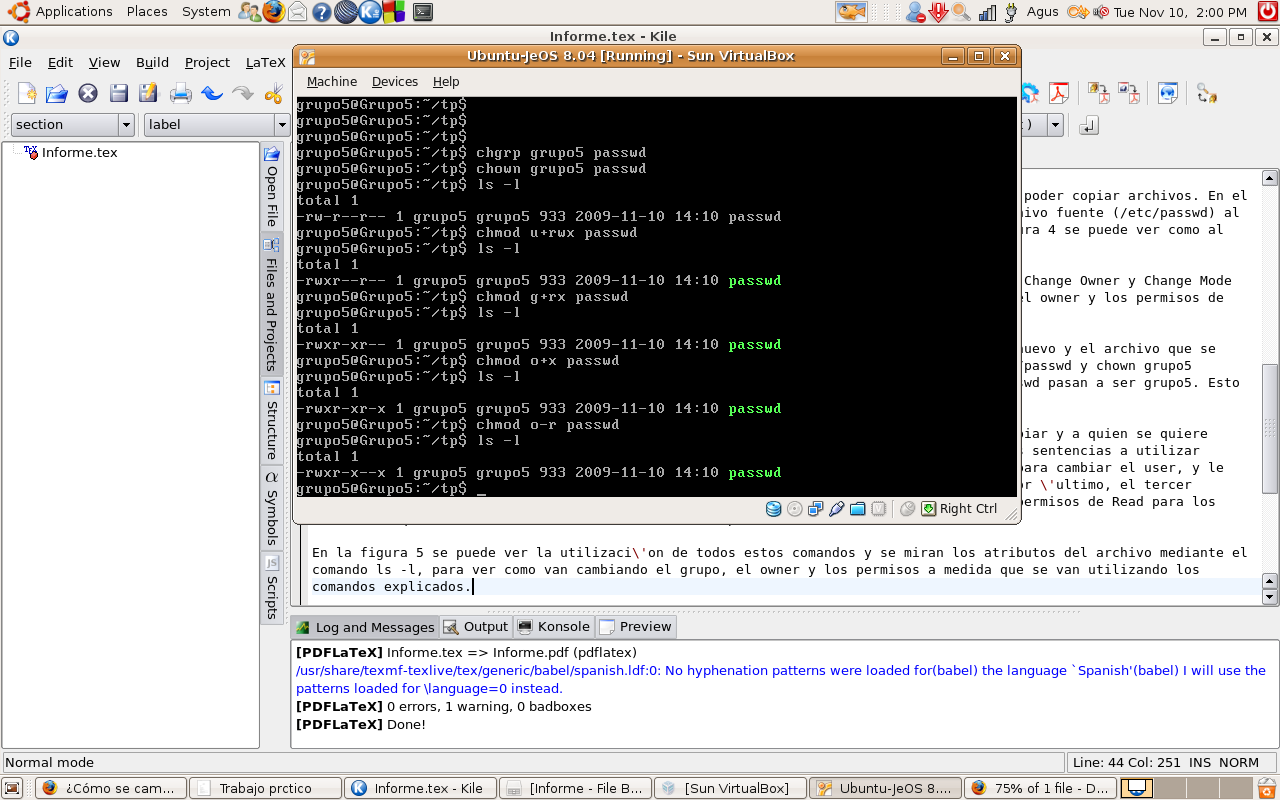 Applications Places System Agus Tue Nov 10, 2:00 PM
Informe.tex - Kile
File Edit View Build Project LaTeX
section label
Informe.tex
Open File
Files and Projects
Structure
Symbols
Scripts
Ubuntu-JeOS 8.04 [Running] - Sun VirtualBox
Machine Devices Help
grupo5@Grupo5:~/tp$
grupo5@Grupo5:~/tp$
grupo5@Grupo5:~/tp$
grupo5@Grupo5:~/tp$ chgrp grupo5 passwd
grupo5@Grupo5:~/tp$ chown grupo5 passwd
grupo5@Grupo5:~/tp$ ls -l
total 1
-rw-r--r-- 1 grupo5 grupo5 933 2009-11-10 14:10 passwd
grupo5@Grupo5:~/tp$ chmod u+rwx passwd
grupo5@Grupo5:~/tp$ ls -l
total 1
-rwxr--r-- 1 grupo5 grupo5 933 2009-11-10 14:10 passwd
grupo5@Grupo5:~/tp$ chmod g+rx passwd
grupo5@Grupo5:~/tp$ ls -l
total 1
-rwxr-xr-- 1 grupo5 grupo5 933 2009-11-10 14:10 passwd
grupo5@Grupo5:~/tp$ chmod o+x passwd
grupo5@Grupo5:~/tp$ ls -l
total 1
-rwxr-xr-x 1 grupo5 grupo5 933 2009-11-10 14:10 passwd
grupo5@Grupo5:~/tp$ chmod o-r passwd
grupo5@Grupo5:~/tp$ ls -l
total 1
-rwxr-x--x 1 grupo5 grupo5 933 2009-11-10 14:10 passwd
grupo5@Grupo5:~/tp$ _
Right Ctrl
poder copiar archivos. En el
ivo fuente (/etc/passwd) al
ra 4 se puede ver como al
Change Owner y Change Mode
el owner y los permisos de
nuevo y el archivo que se
passwd y chown grupo5
wd pasan a ser grupo5. Esto
iar y a quien se quiere
s sentencias a utilizar
para cambiar el user, y le
or \'ultimo, el tercer
permisos de Read para los
En la figura 5 se puede ver la utilizaci\'on de todos estos comandos y se miran los atributos del archivo mediante el
comando ls -l, para ver como van cambiando el grupo, el owner y los permisos a medida que se van utilizando los
comandos explicados.
Log and Messages Output Konsole Preview
[PDFLaTeX] Informe.tex => Informe.pdf (pdflatex)
/usr/share/texmf-texlive/tex/generic/babel/spanish.ldf:0: No hyphenation patterns were loaded for(babel) the language `Spanish'(babel) I will use the
patterns loaded for \language=0 instead.
[PDFLaTeX] 0 errors, 1 warning, 0 badboxes
[PDFLaTeX] Done!
Normal mode Line: 44 Col: 251 INS NORM
¿Cómo se cam... Trabajo prctico Informe.tex - Kile [Informe - File B... [Sun VirtualBox] Ubuntu-JeOS 8.... 75% of 1 file - D...